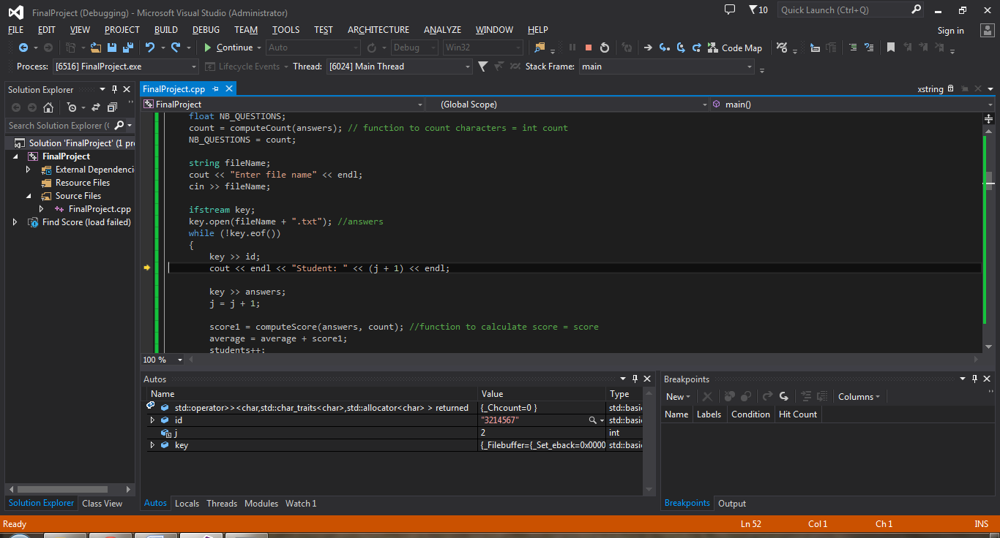 FinalProject (Debugging) - Microsoft Visual Studio (Administrator)
10
Quick Launch (Ctrl+Q)
FILE EDIT VIEW PROJECT BUILD DEBUG TEAM TOOLS TEST ARCHITECTURE ANALYZE WINDOW HELP
Sign in
Continue Auto Debug Win32 Code Map
Process: [6516] FinalProject.exe Lifecycle Events Thread: [6024] Main Thread Stack Frame: main
Solution Explorer
Search Solution Explorer (
Solution 'FinalProject' (1 pr
FinalProject
External Dependenci
Resource Files
Source Files
FinalProject.cpp
Find Score (load failed)
Solution Explorer Class View
FinalProject.cpp
xstring
FinalProject (Global Scope) main()
float NB_QUESTIONS;
count = computeCount(answers); // function to count characters = int count
NB_QUESTIONS = count;
string fileName;
cout << "Enter file name" << endl;
cin >> fileName;
ifstream key;
key.open(fileName + ".txt"); //answers
while (!key.eof())
{
key >> id;
cout << endl << "Student: " << (j + 1) << endl;
key >> answers;
j = j + 1;
score1 = computeScore(answers, count); //function to calculate score = score
average = average + score1;
students++;
100 %
Autos
Name Value Type
std::operator>><char,std::char_traits<char>,std::allocator<char> > returned {_Chcount=0 } std::basic
id "3214567" std::basic
j 2 int
key {_Filebuffer={_Set_eback=0x0000 std::basic
Autos Locals Threads Modules Watch 1
Breakpoints
New Columns
Name Labels Condition Hit Count
Breakpoints Output
Ready Ln 52 Col 1 Ch 1 INS